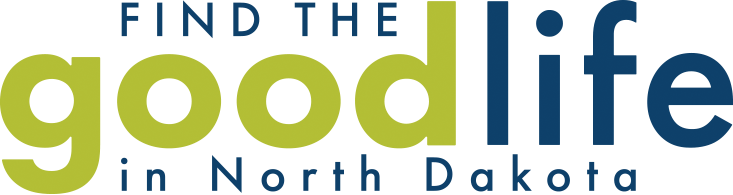 FIND THE
goodlife
in North Dakota